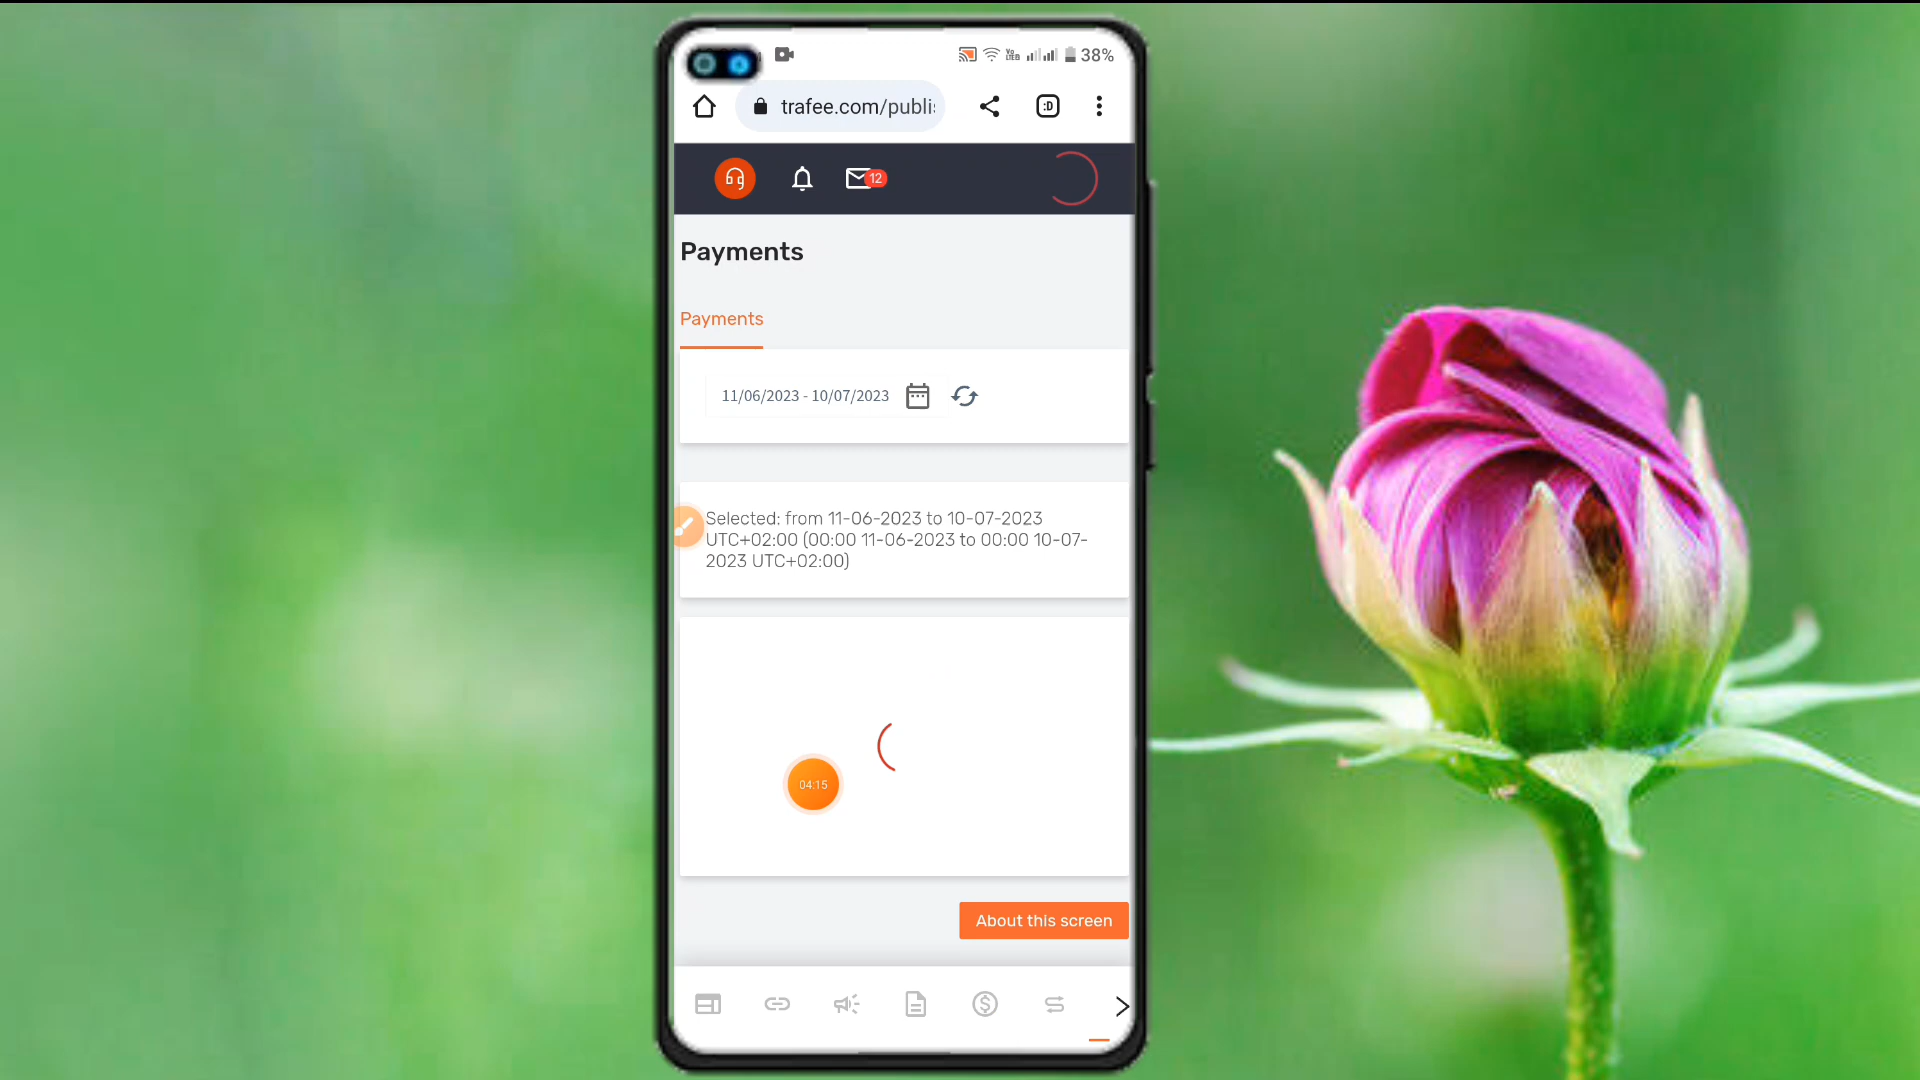 38%
trafee.com/publi
12
Payments
Payments
11/06/2023 - 10/07/2023
Selected: from 11-06-2023 to 10-07-2023
UTC+02:00 (00:00 11-06-2023 to 00:00 10-07-
2023 UTC+02:00)
04:15
About this screen